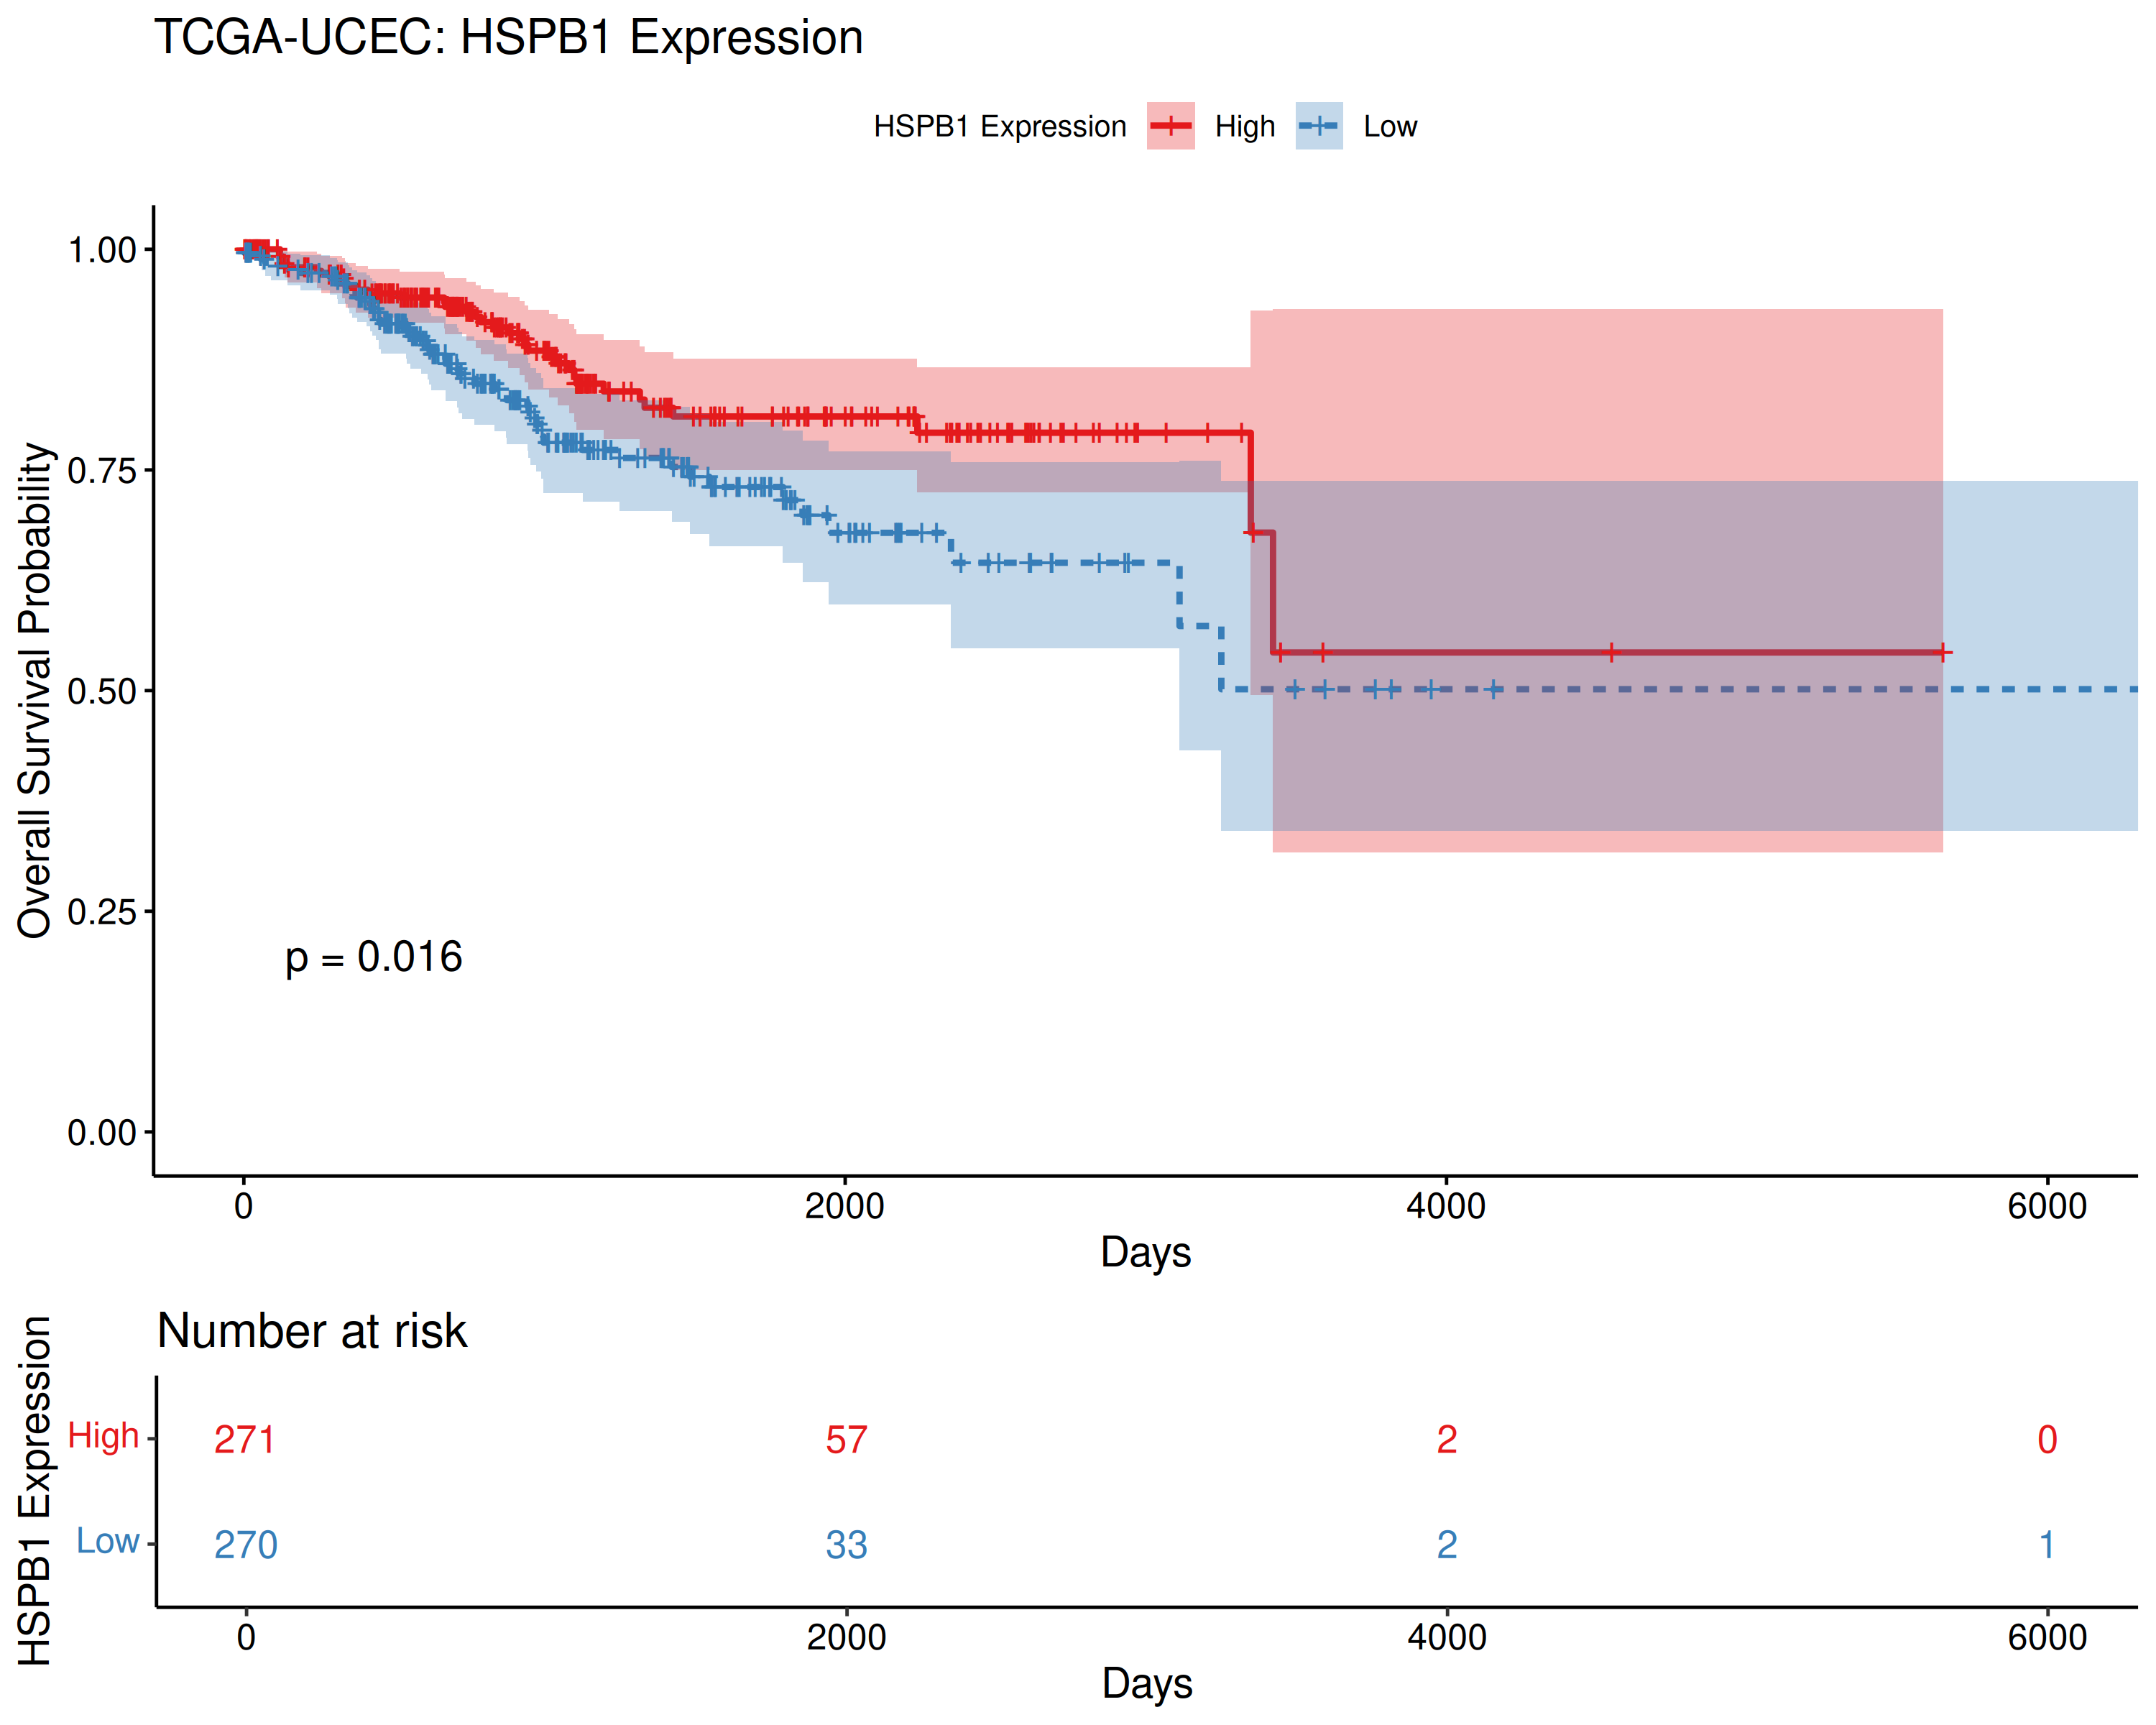 TCGA-UCEC: HSPB1 Expression
HSPB1 Expression High Low
Overall Survival Probability
1.00
0.75
0.50
0.25
0.00
p = 0.016
0 2000 4000 6000
Days
Number at risk
HSPB1 Expression
High 271 57 2 0
Low 270 33 2 1
0 2000 4000 6000
Days